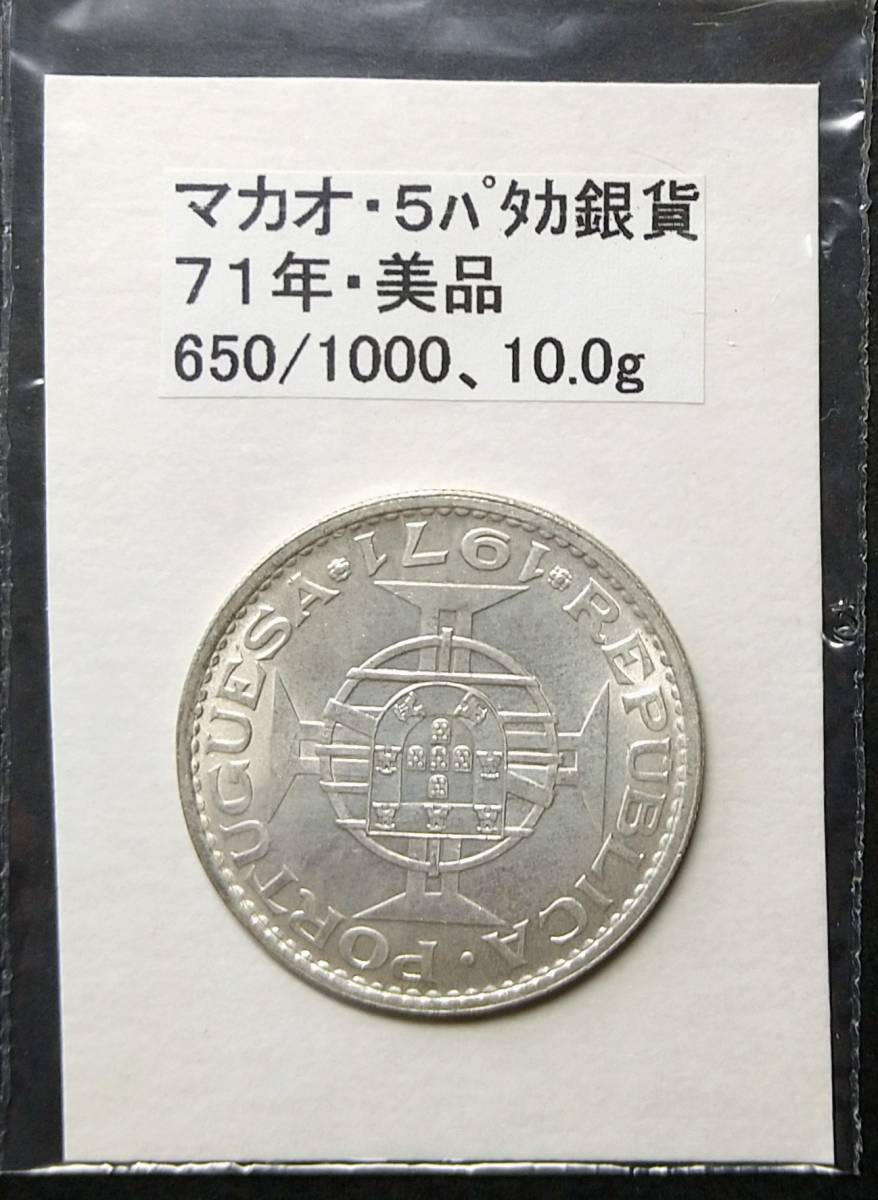 マカオ・５ﾊﾟﾀｶ銀貨
７１年・美品
650/1000、10.0g
REPUBLICA・PORTUGUESA
1971